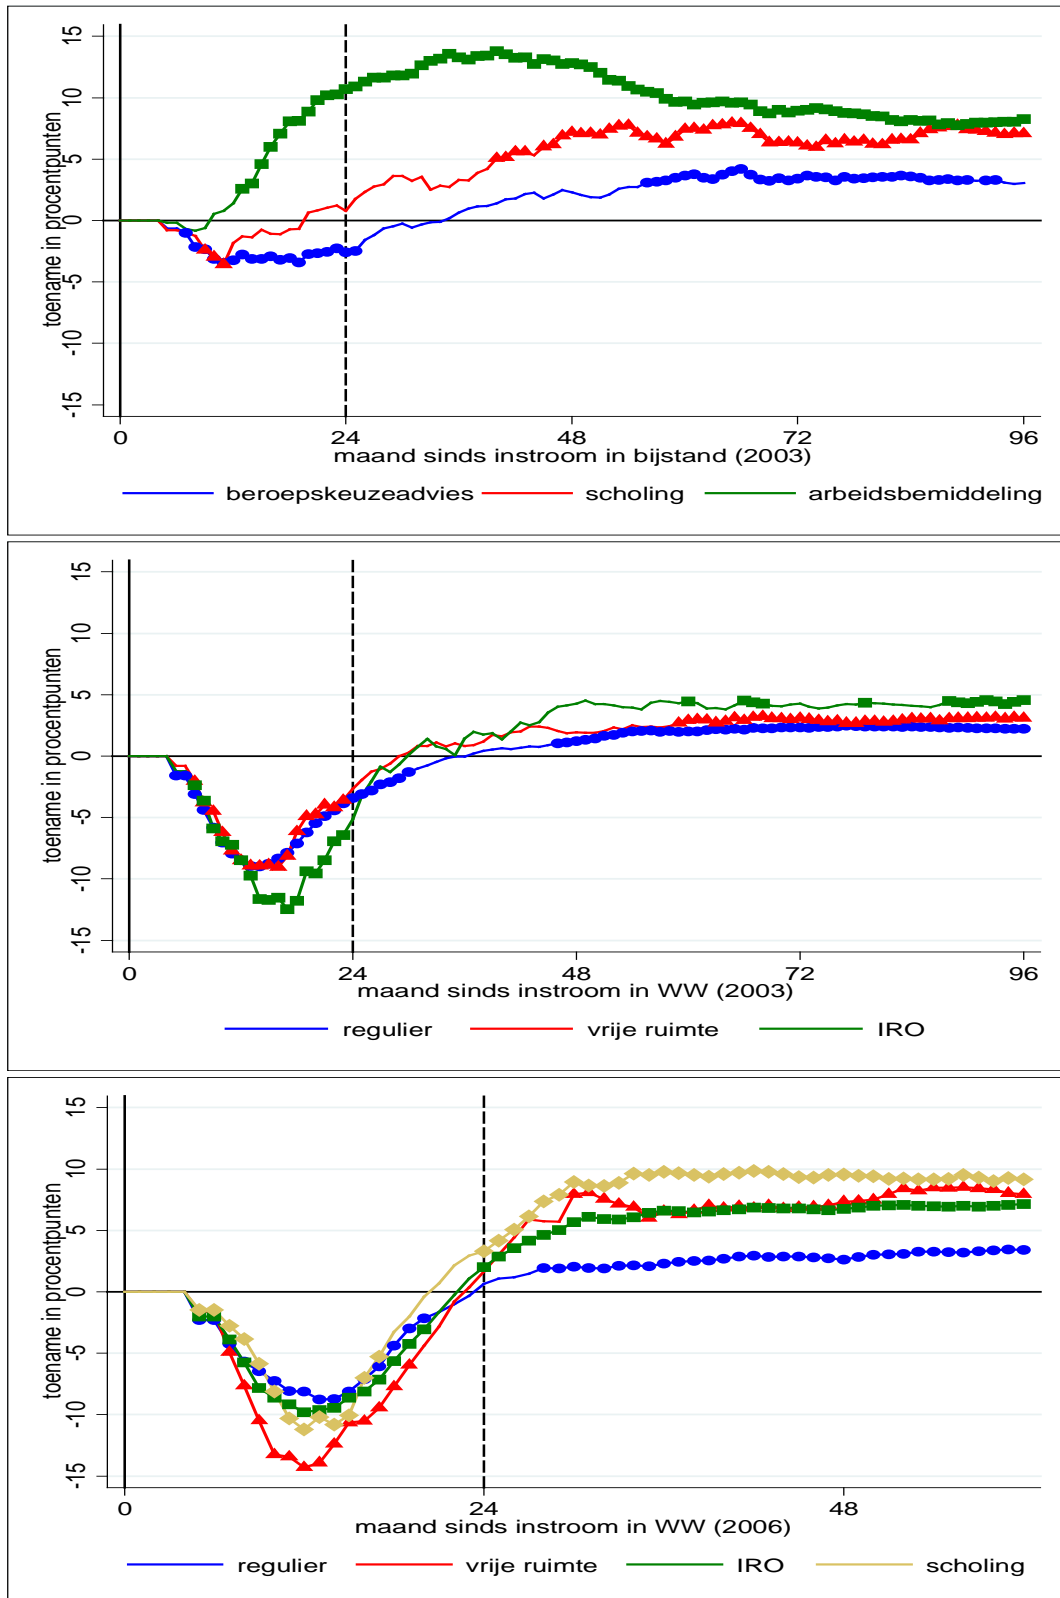 toename in procentpunten
15
10
5
0
-5
-10
-15
0 24 48 72 96
maand sinds instroom in bijstand (2003)
beroepskeuzeadvies scholing arbeidsbemiddeling
toename in procentpunten
15
10
5
0
-5
-10
-15
0 24 48 72 96
maand sinds instroom in WW (2003)
regulier vrije ruimte IRO
toename in procentpunten
15
10
5
0
-5
-10
-15
0 24 48
maand sinds instroom in WW (2006)
regulier vrije ruimte IRO scholing